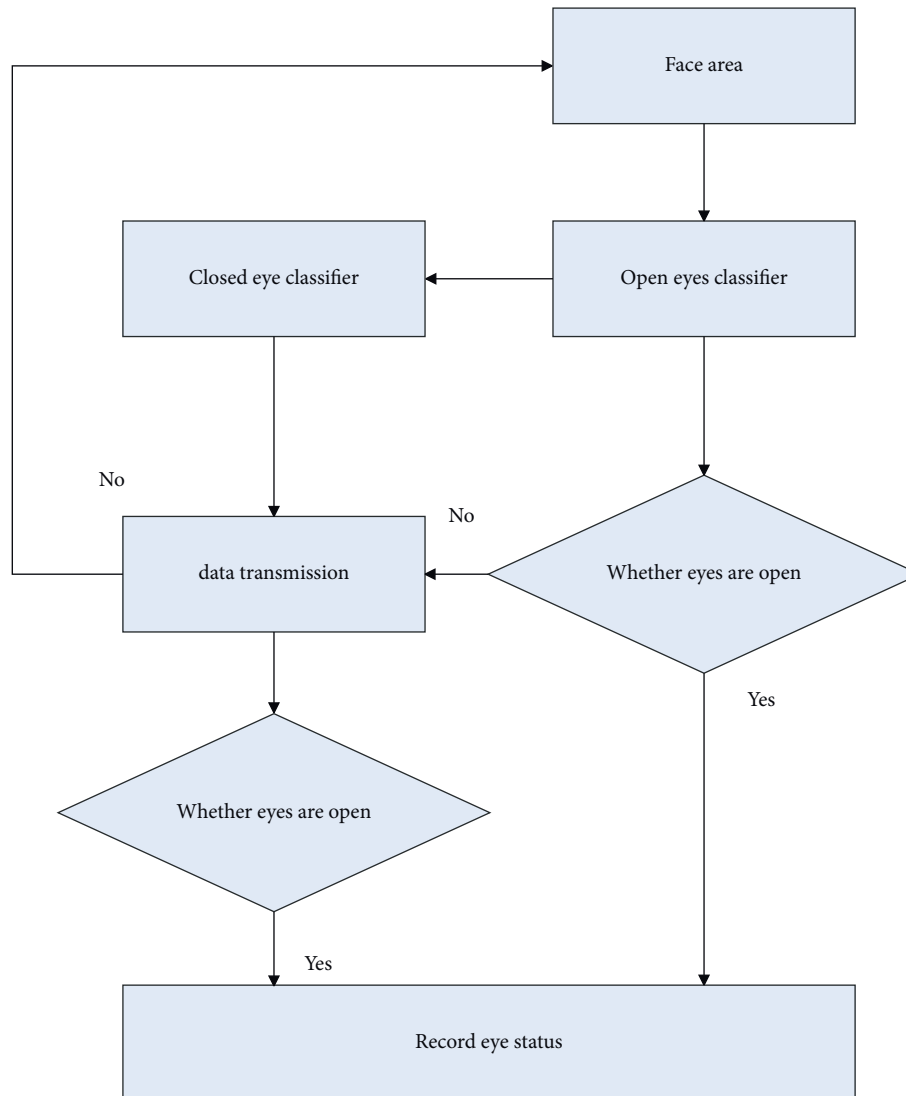 Face area
Closed eye classifier
Open eyes classifier
No
No
data transmission
Whether eyes are open
Yes
Whether eyes are open
Yes
Record eye status